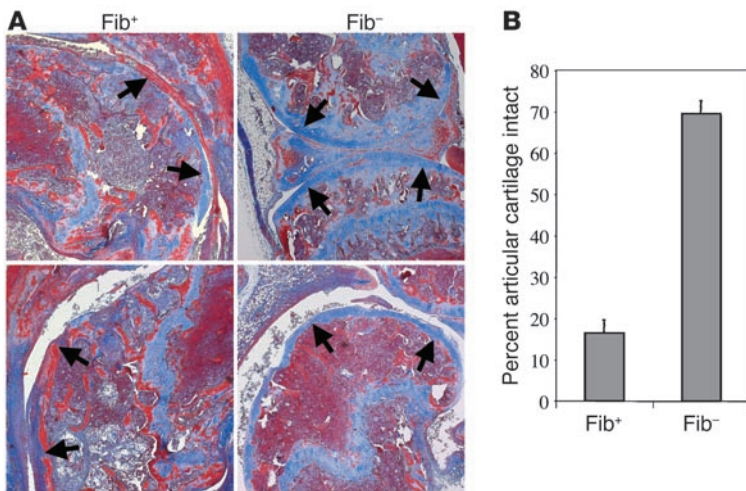 A
Fib⁺
Fib⁻
B
Percent articular cartilage intact
80
70
60
50
40
30
20
10
0
Fib⁺
Fib⁻